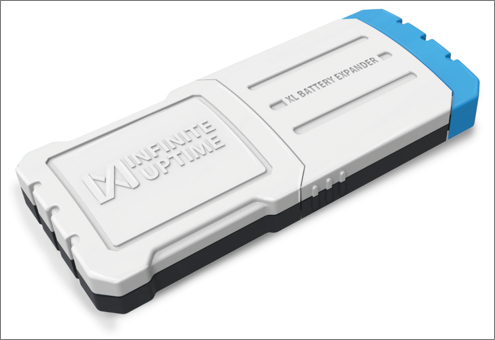 INFINITE
UPTIME
XL BATTERY EXPANDER